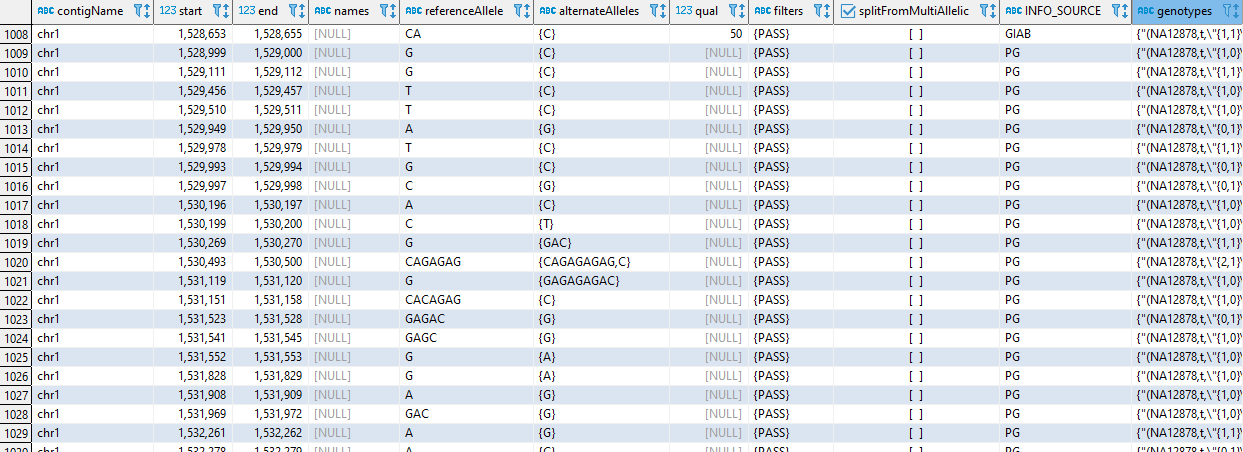 ABC contigName 123 start 123 end ABC names ABC referenceAllele ABC alternateAlleles 123 qual ABC filters splitFromMultiAllelic ABC INFO_SOURCE ABC genotypes
1008 chr1 1,528,653 1,528,655 [NULL] CA {C} 50 {PASS} [ ] GIAB {"(NA12878,t,\"{1,1}\
1009 chr1 1,528,999 1,529,000 [NULL] G {C} [NULL] {PASS} [ ] PG {"(NA12878,t,\"{1,0}\
1010 chr1 1,529,111 1,529,112 [NULL] G {C} [NULL] {PASS} [ ] PG {"(NA12878,t,\"{1,1}\
1011 chr1 1,529,456 1,529,457 [NULL] T {C} [NULL] {PASS} [ ] PG {"(NA12878,t,\"{1,0}\
1012 chr1 1,529,510 1,529,511 [NULL] T {C} [NULL] {PASS} [ ] PG {"(NA12878,t,\"{1,0}\
1013 chr1 1,529,949 1,529,950 [NULL] A {G} [NULL] {PASS} [ ] PG {"(NA12878,t,\"{0,1}\
1014 chr1 1,529,978 1,529,979 [NULL] T {C} [NULL] {PASS} [ ] PG {"(NA12878,t,\"{1,1}\
1015 chr1 1,529,993 1,529,994 [NULL] G {C} [NULL] {PASS} [ ] PG {"(NA12878,t,\"{0,1}\
1016 chr1 1,529,997 1,529,998 [NULL] C {G} [NULL] {PASS} [ ] PG {"(NA12878,t,\"{0,1}\
1017 chr1 1,530,196 1,530,197 [NULL] A {C} [NULL] {PASS} [ ] PG {"(NA12878,t,\"{1,0}\
1018 chr1 1,530,199 1,530,200 [NULL] C {T} [NULL] {PASS} [ ] PG {"(NA12878,t,\"{1,0}\
1019 chr1 1,530,269 1,530,270 [NULL] G {GAC} [NULL] {PASS} [ ] PG {"(NA12878,t,\"{1,1}\
1020 chr1 1,530,493 1,530,500 [NULL] CAGAGAG {CAGAGAGAG,C} [NULL] {PASS} [ ] PG {"(NA12878,t,\"{2,1}\
1021 chr1 1,531,119 1,531,120 [NULL] G {GAGAGAGAC} [NULL] {PASS} [ ] PG {"(NA12878,t,\"{1,0}\
1022 chr1 1,531,151 1,531,158 [NULL] CACAGAG {C} [NULL] {PASS} [ ] PG {"(NA12878,t,\"{1,0}\
1023 chr1 1,531,523 1,531,528 [NULL] GAGAC {G} [NULL] {PASS} [ ] PG {"(NA12878,t,\"{0,1}\
1024 chr1 1,531,541 1,531,545 [NULL] GAGC {G} [NULL] {PASS} [ ] PG {"(NA12878,t,\"{1,0}\
1025 chr1 1,531,552 1,531,553 [NULL] G {A} [NULL] {PASS} [ ] PG {"(NA12878,t,\"{1,0}\
1026 chr1 1,531,828 1,531,829 [NULL] G {A} [NULL] {PASS} [ ] PG {"(NA12878,t,\"{1,0}\
1027 chr1 1,531,908 1,531,909 [NULL] A {G} [NULL] {PASS} [ ] PG {"(NA12878,t,\"{1,0}\
1028 chr1 1,531,969 1,531,972 [NULL] GAC {G} [NULL] {PASS} [ ] PG {"(NA12878,t,\"{1,0}\
1029 chr1 1,532,261 1,532,262 [NULL] A {G} [NULL] {PASS} [ ] PG {"(NA12878,t,\"{1,1}\